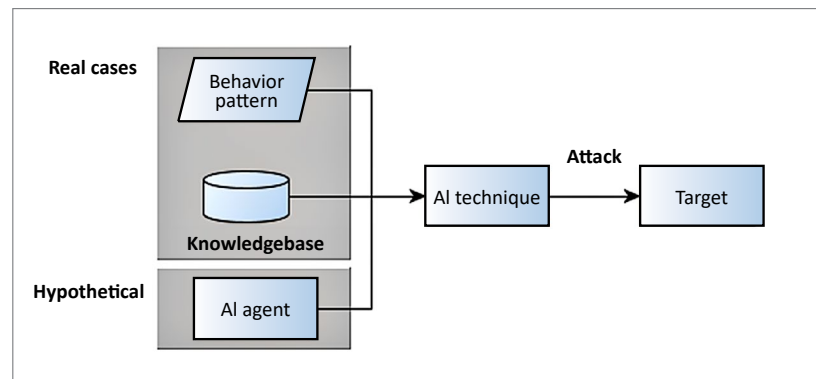 Real cases
Behavior
pattern
Knowledgebase
Hypothetical
AI agent
AI technique
Attack
Target